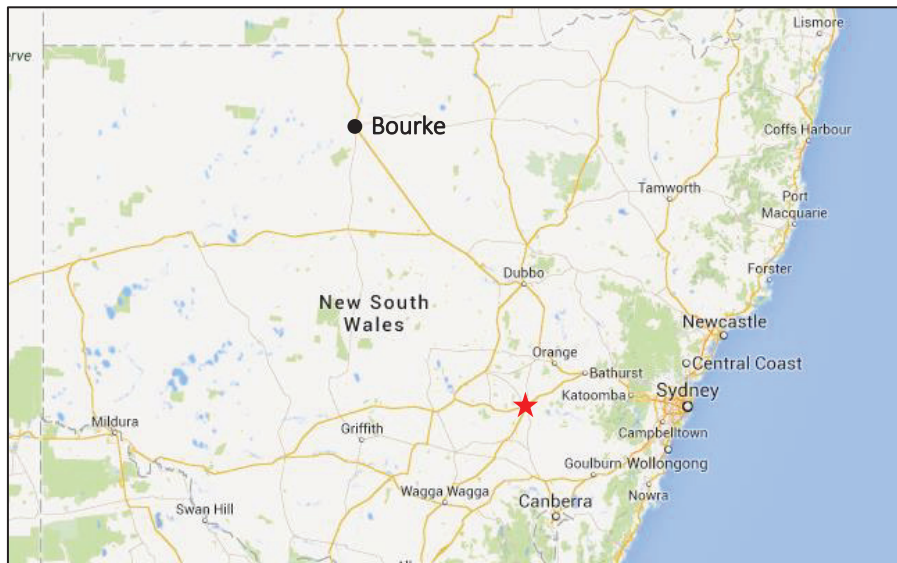 Lismore
erve
Bourke
Coffs Harbour
Tamworth
Port
Macquarie
Dubbo
Forster
New South
Wales
Newcastle
Orange
Central Coast
Bathurst
Katoomba
Sydney
Mildura
Griffith
Campbelltown
Goulburn
Wollongong
Wagga Wagga
Nowra
Canberra
Swan Hill